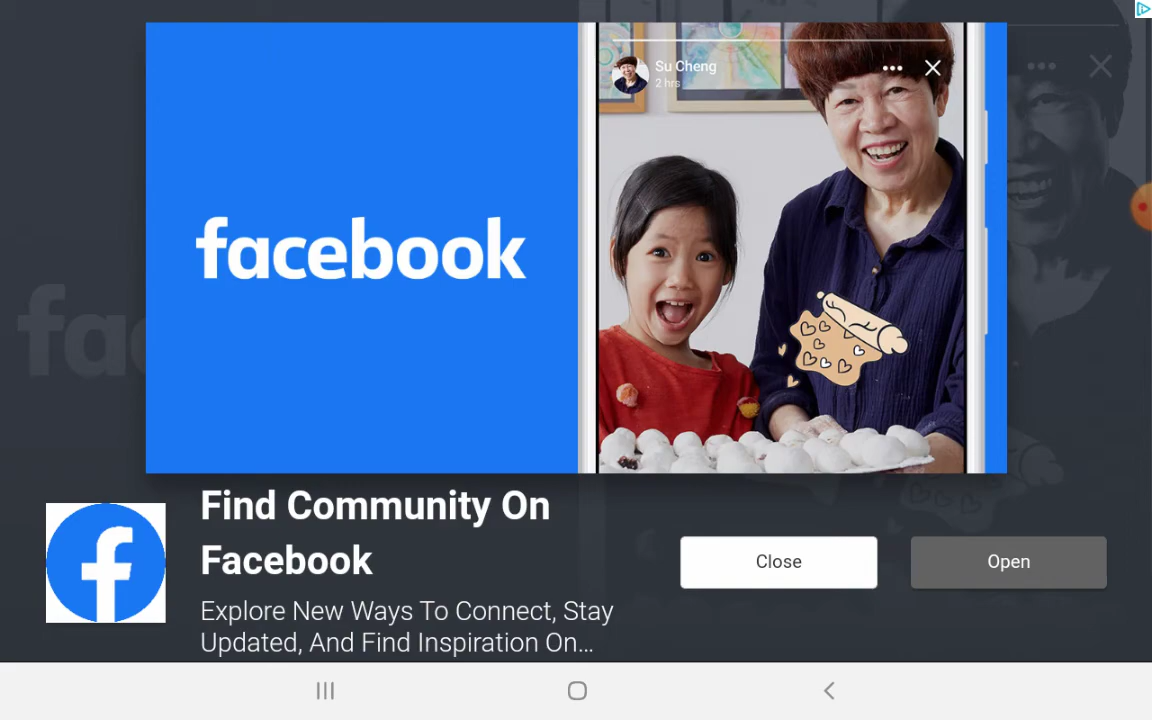 facebook
Su Cheng
2 hrs
Find Community On
Facebook
Explore New Ways To Connect, Stay
Updated, And Find Inspiration On...
Close
Open